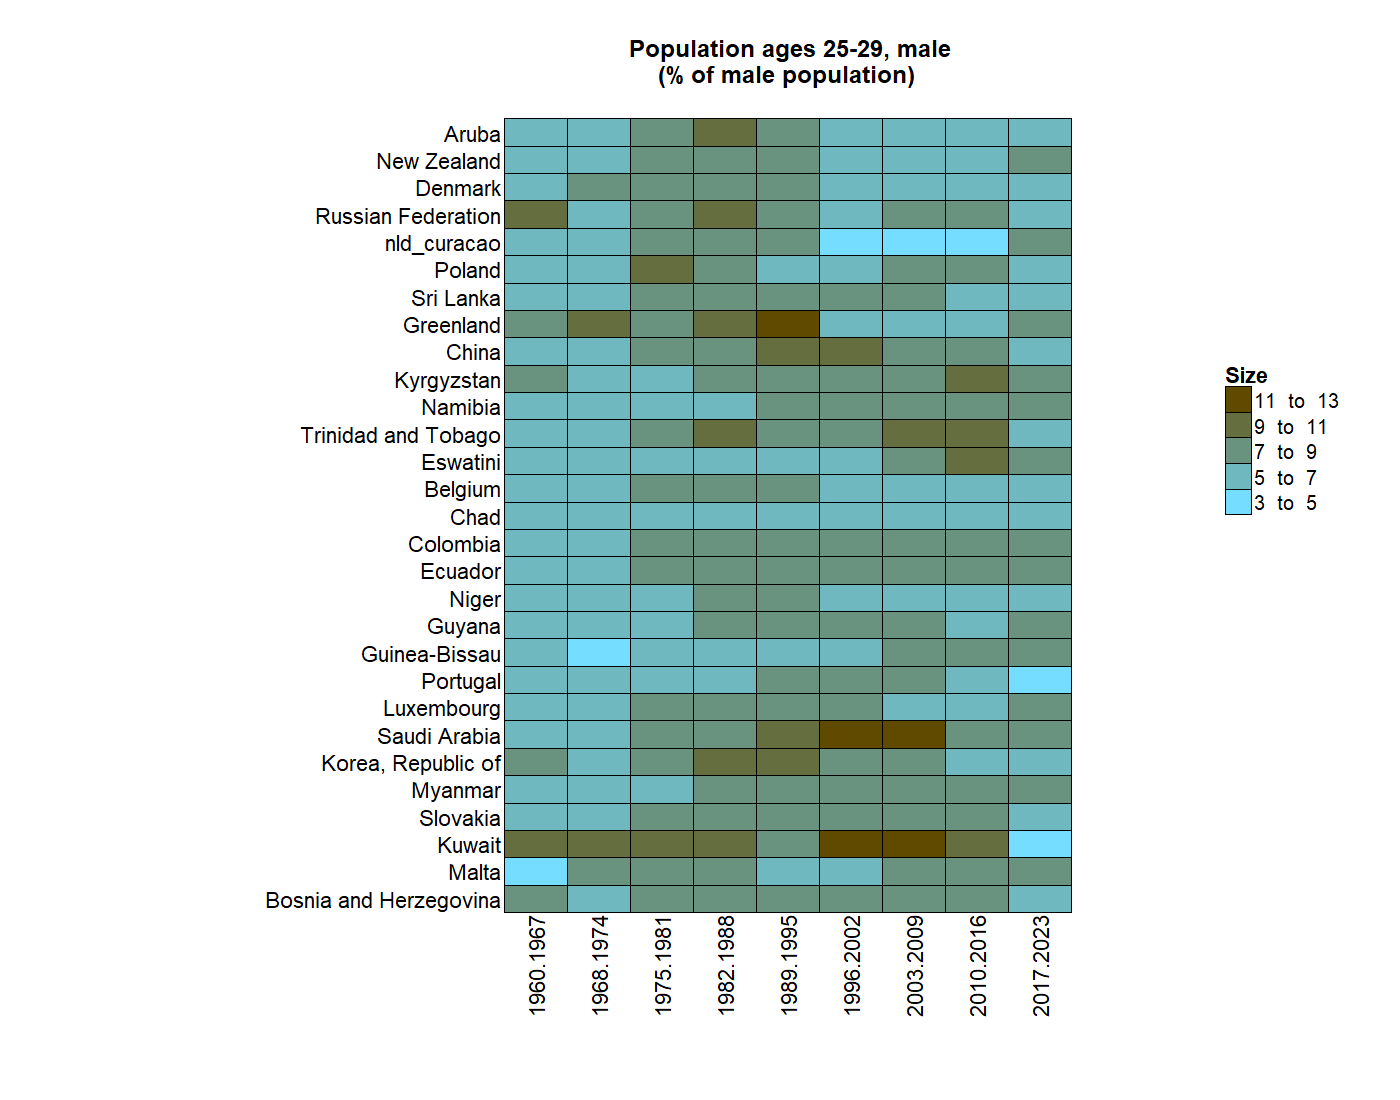 Population ages 25-29, male
(% of male population)
Aruba
New Zealand
Denmark
Russian Federation
nld_curacao
Poland
Sri Lanka
Greenland
China
Kyrgyzstan
Namibia
Trinidad and Tobago
Eswatini
Belgium
Chad
Colombia
Ecuador
Niger
Guyana
Guinea-Bissau
Portugal
Luxembourg
Saudi Arabia
Korea, Republic of
Myanmar
Slovakia
Kuwait
Malta
Bosnia and Herzegovina
1960.1967
1968.1974
1975.1981
1982.1988
1989.1995
1996.2002
2003.2009
2010.2016
2017.2023
Size
11 to 13
9 to 11
7 to 9
5 to 7
3 to 5